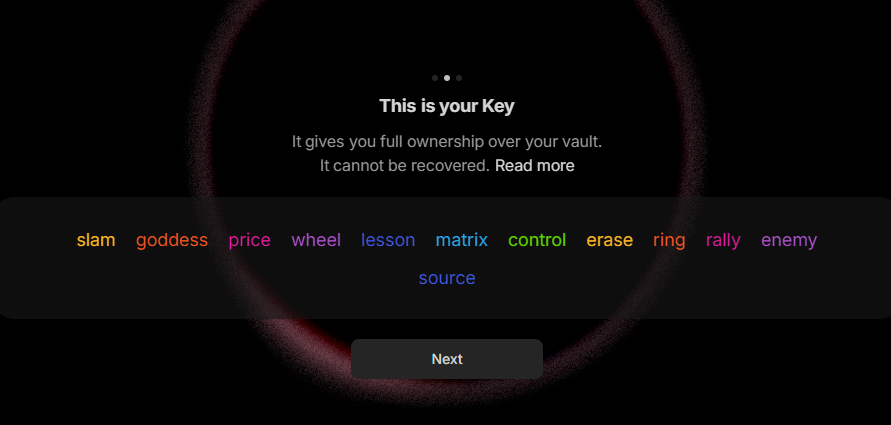 This is your Key
It gives you full ownership over your vault.
It cannot be recovered. Read more
slam goddess price wheel lesson matrix control erase ring rally enemy
source
Next